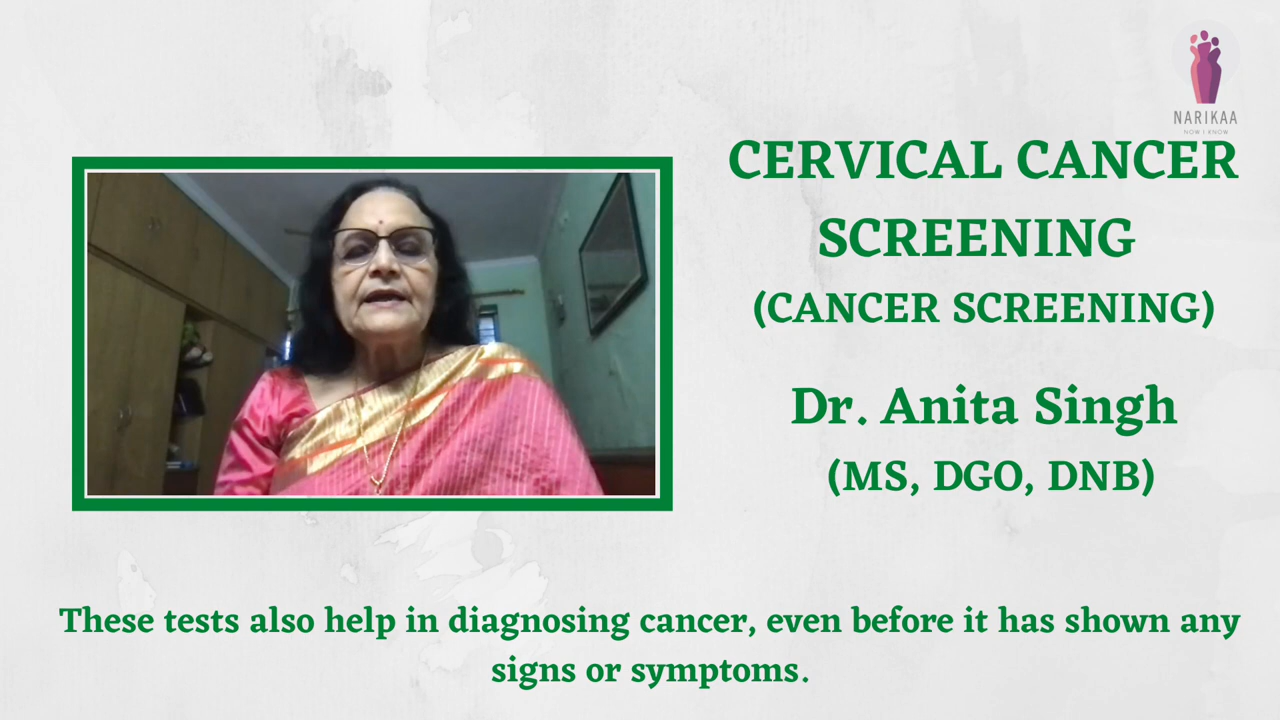 NARIKAA
NOW I KNOW
CERVICAL CANCER
SCREENING
(CANCER SCREENING)
Dr. Anita Singh
(MS, DGO, DNB)
These tests also help in diagnosing cancer, even before it has shown any
signs or symptoms.